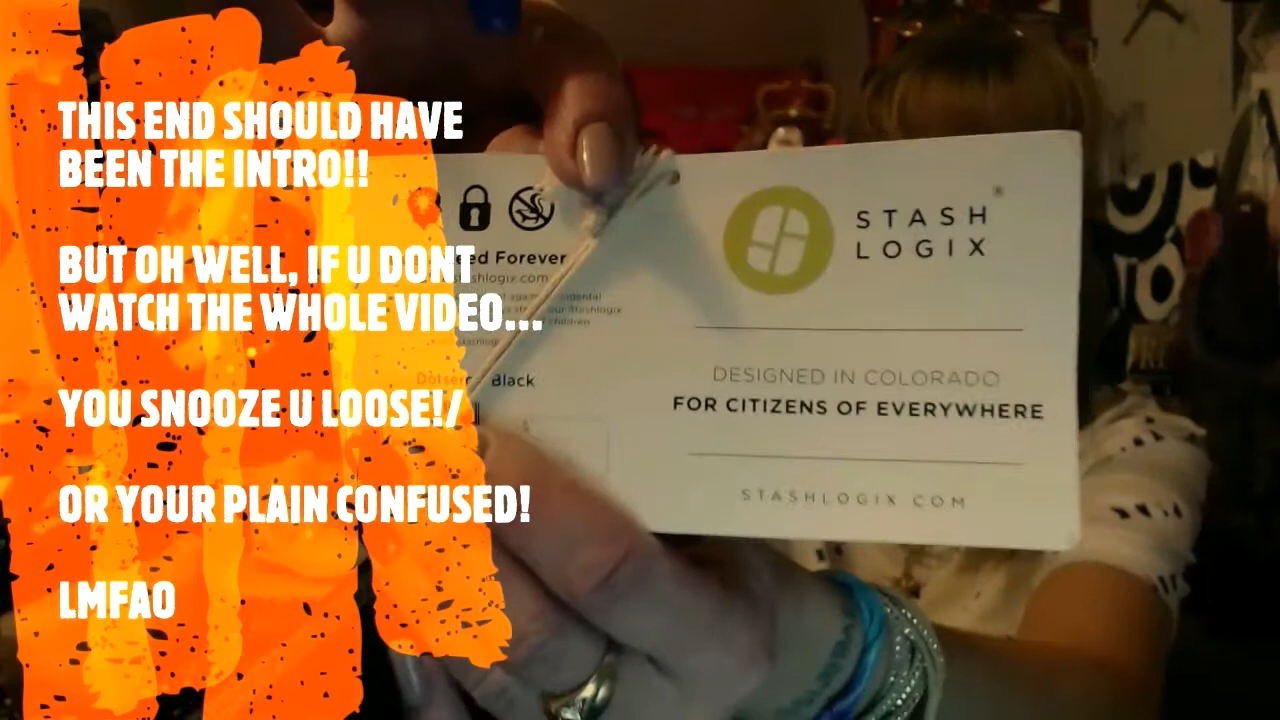 THIS END SHOULD HAVE
BEEN THE INTRO!!
BUT OH WELL, IF U DONT
WATCH THE WHOLE VIDEO...
YOU SNOOZE U LOOSE!/
OR YOUR PLAIN CONFUSED!
LMFAO
Forever
Black
STASH
LOGIX
®
DESIGNED IN COLORADO
FOR CITIZENS OF EVERYWHERE
STASHLOGIX.COM